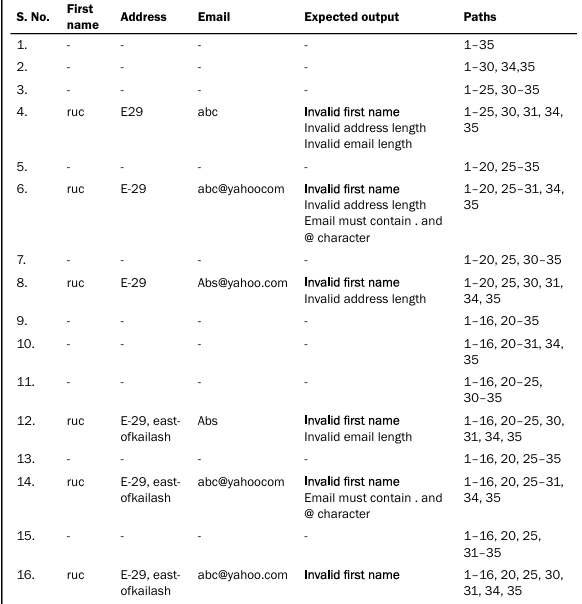 S. No. First name Address Email Expected output Paths
1. - - - - 1–35
2. - - - - 1–30, 34,35
3. - - - - 1–25, 30–35
4. ruc E29 abc Invalid first name 1–25, 30, 31, 34,
Invalid address length 35
Invalid email length
5. - - - - 1–20, 25–35
6. ruc E-29 abc@yahoocom Invalid first name 1–20, 25–31, 34,
Invalid address length 35
Email must contain . and
@ character
7. - - - - 1–20, 25, 30–35
8. ruc E-29 Abs@yahoo.com Invalid first name 1–20, 25, 30, 31,
Invalid address length 34, 35
9. - - - - 1–16, 20–35
10. - - - - 1–16, 20–31, 34,
35
11. - - - - 1–16, 20–25,
30–35
12. ruc E-29, east- Abs Invalid first name 1–16, 20–25, 30,
ofkailash Invalid email length 31, 34, 35
13. - - - - 1–16, 20, 25–35
14. ruc E-29, east- abc@yahoocom Invalid first name 1–16, 20, 25–31,
ofkailash Email must contain . and 34, 35
@ character
15. - - - - 1–16, 20, 25,
31–35
16. ruc E-29, east- abc@yahoo.com Invalid first name 1–16, 20, 25, 30,
ofkailash 31, 34, 35